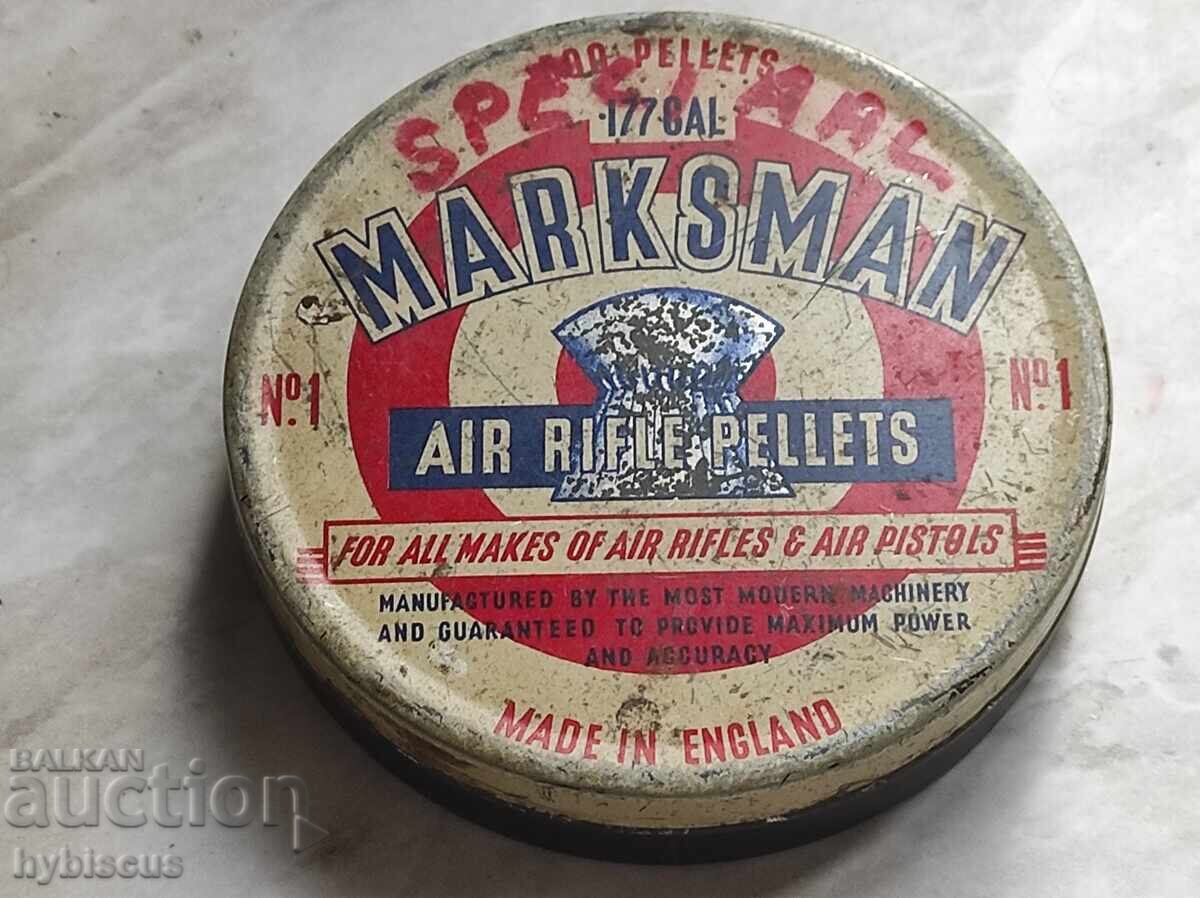 PELLETS
SPECIAAL
177 CAL
MARKSMAN
Nº1
Nº1
AIR RIFLE PELLETS
FOR ALL MAKES OF AIR RIFLES & AIR PISTOLS
MANUFACTURED BY THE MOST MODERN MACHINERY
AND GUARANTEED TO PROVIDE MAXIMUM POWER
AND ACCURACY
MADE IN ENGLAND
BALKAN
auction
hybiscus